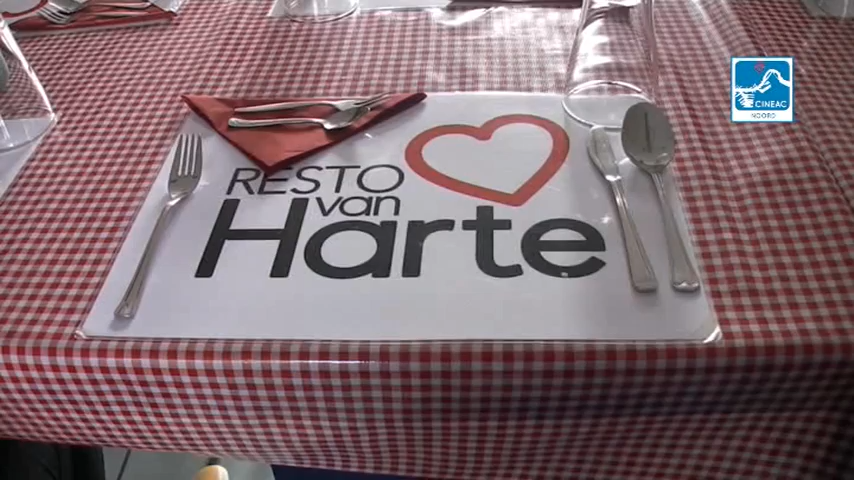 RESTO
van
Harte
CINEAC
NOORD